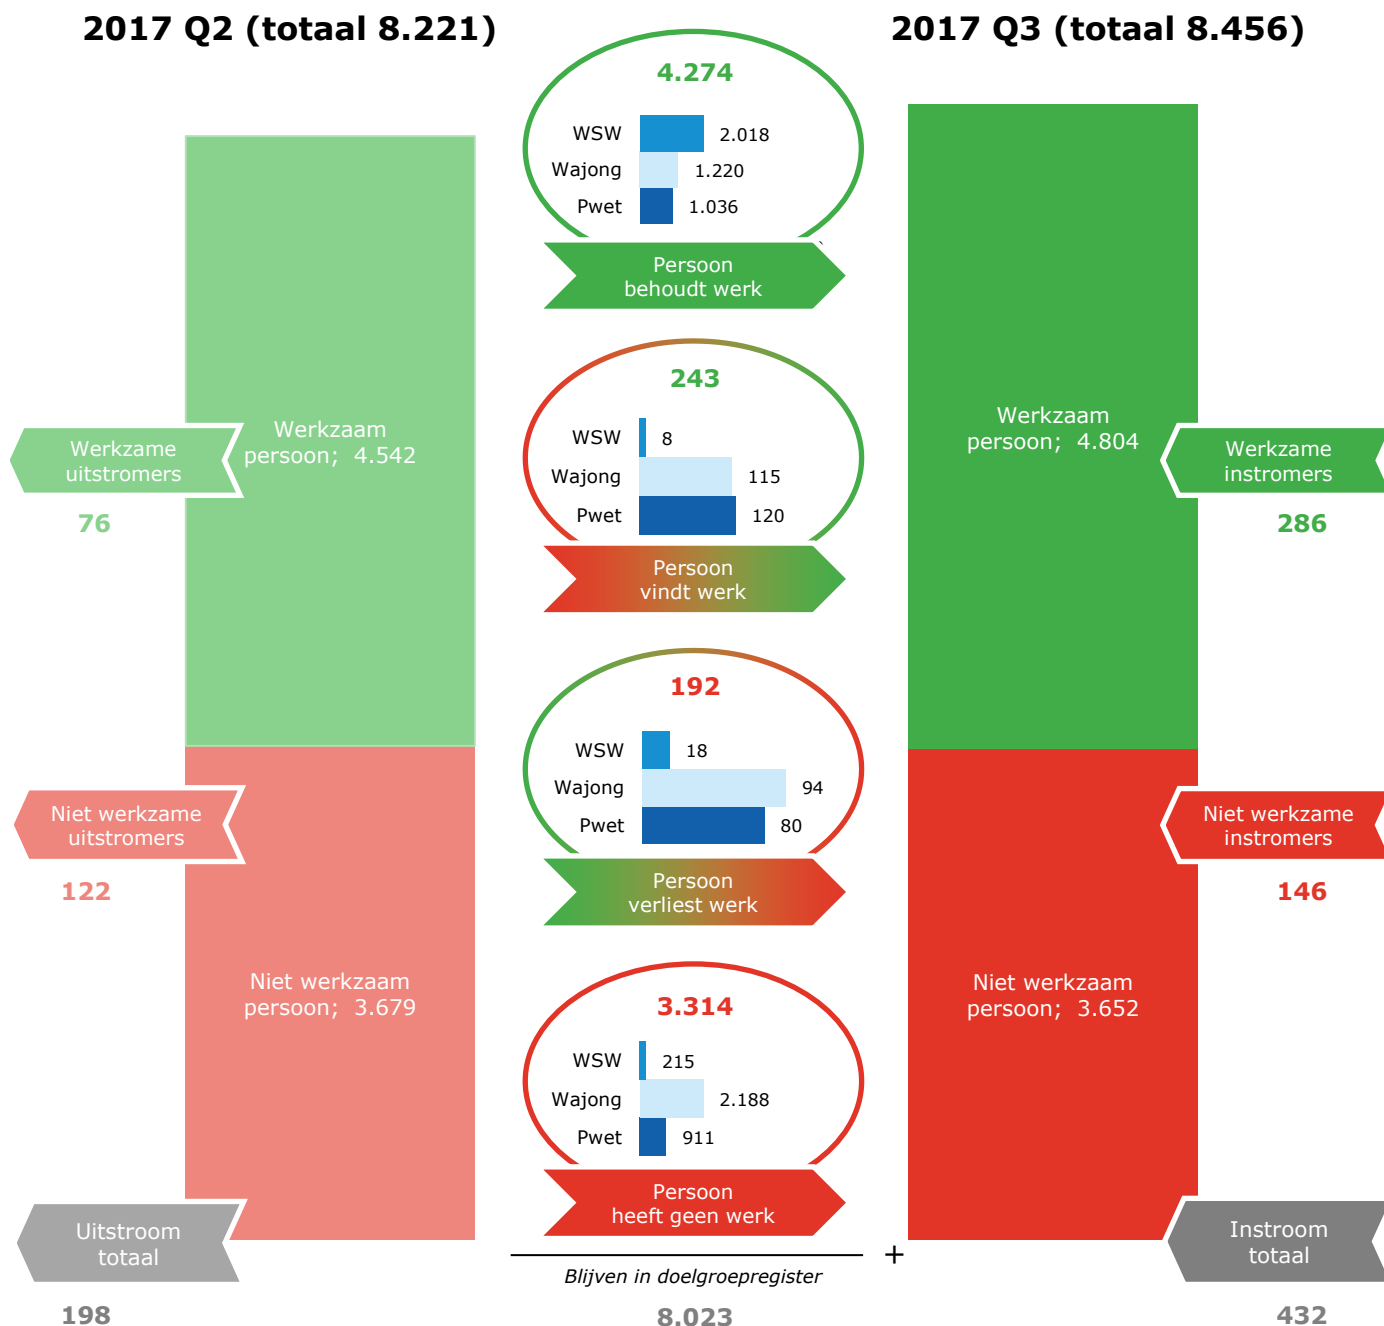 2017 Q2 (totaal 8.221)
2017 Q3 (totaal 8.456)
4.274
WSW 2.018
Wajong 1.220
Pwet 1.036
Persoon
behoudt werk
243
WSW 8
Wajong 115
Pwet 120
Persoon
vindt werk
192
WSW 18
Wajong 94
Pwet 80
Persoon
verliest werk
3.314
WSW 215
Wajong 2.188
Pwet 911
Persoon
heeft geen werk
Blijven in doelgroepregister
8.023
+
Werkzaam
persoon; 4.542
Werkzame
uitstromers
76
Niet werkzame
uitstromers
122
Niet werkzaam
persoon; 3.679
Uitstroom
totaal
198
Werkzaam
persoon; 4.804
Werkzame
instromers
286
Niet werkzame
instromers
146
Niet werkzaam
persoon; 3.652
Instroom
totaal
432